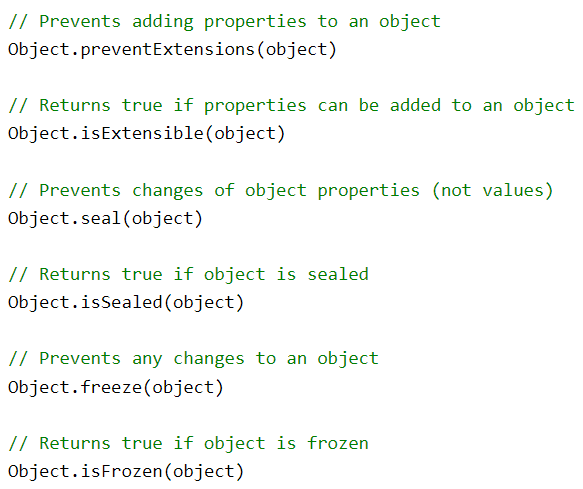 // Prevents adding properties to an object
Object.preventExtensions(object)
// Returns true if properties can be added to an object
Object.isExtensible(object)
// Prevents changes of object properties (not values)
Object.seal(object)
// Returns true if object is sealed
Object.isSealed(object)
// Prevents any changes to an object
Object.freeze(object)
// Returns true if object is frozen
Object.isFrozen(object)